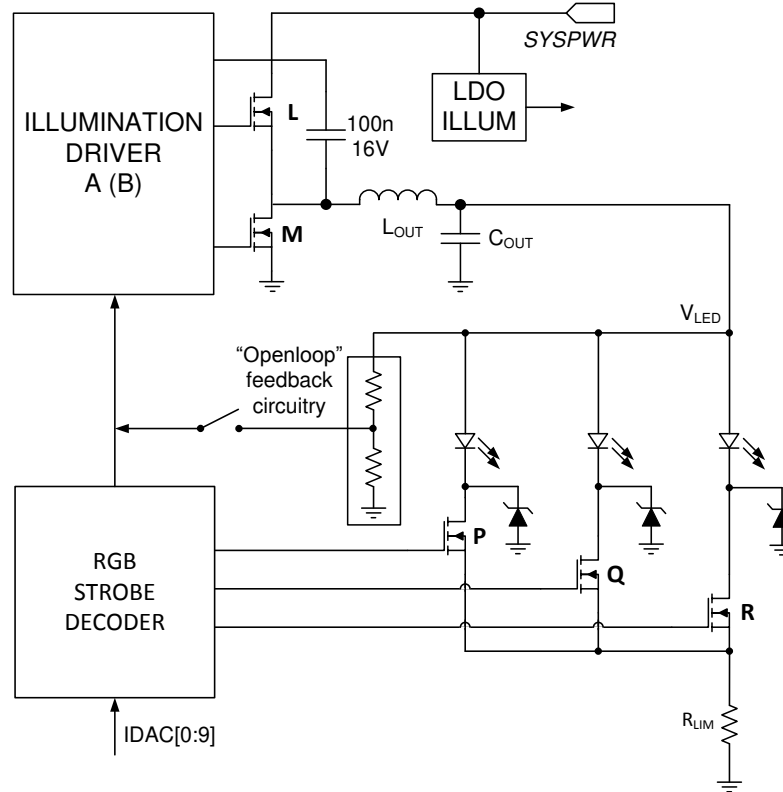 SYSPWR
ILLUMINATION
DRIVER
A (B)
L
100n
16V
LDO
ILLUM
M
LOUT
COUT
VLED
“Openloop”
feedback
circuitry
P
Q
R
RGB
STROBE
DECODER
RLIM
IDAC[0:9]